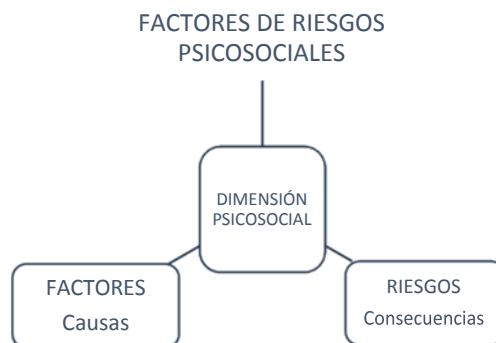 FACTORES DE RIESGOS
PSICOSOCIALES
DIMENSIÓN
PSICOSOCIAL
FACTORES
Causas
RIESGOS
Consecuencias